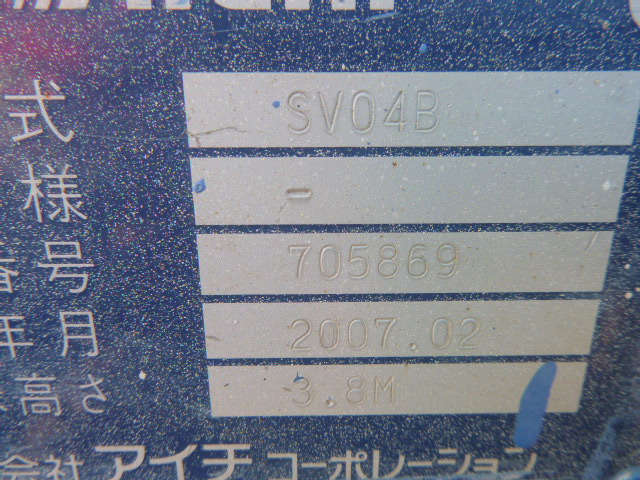 式 SV04B
様 -
番号 705869
年月 2007.02
高さ 3.8M
会社 アイチコーポレーション